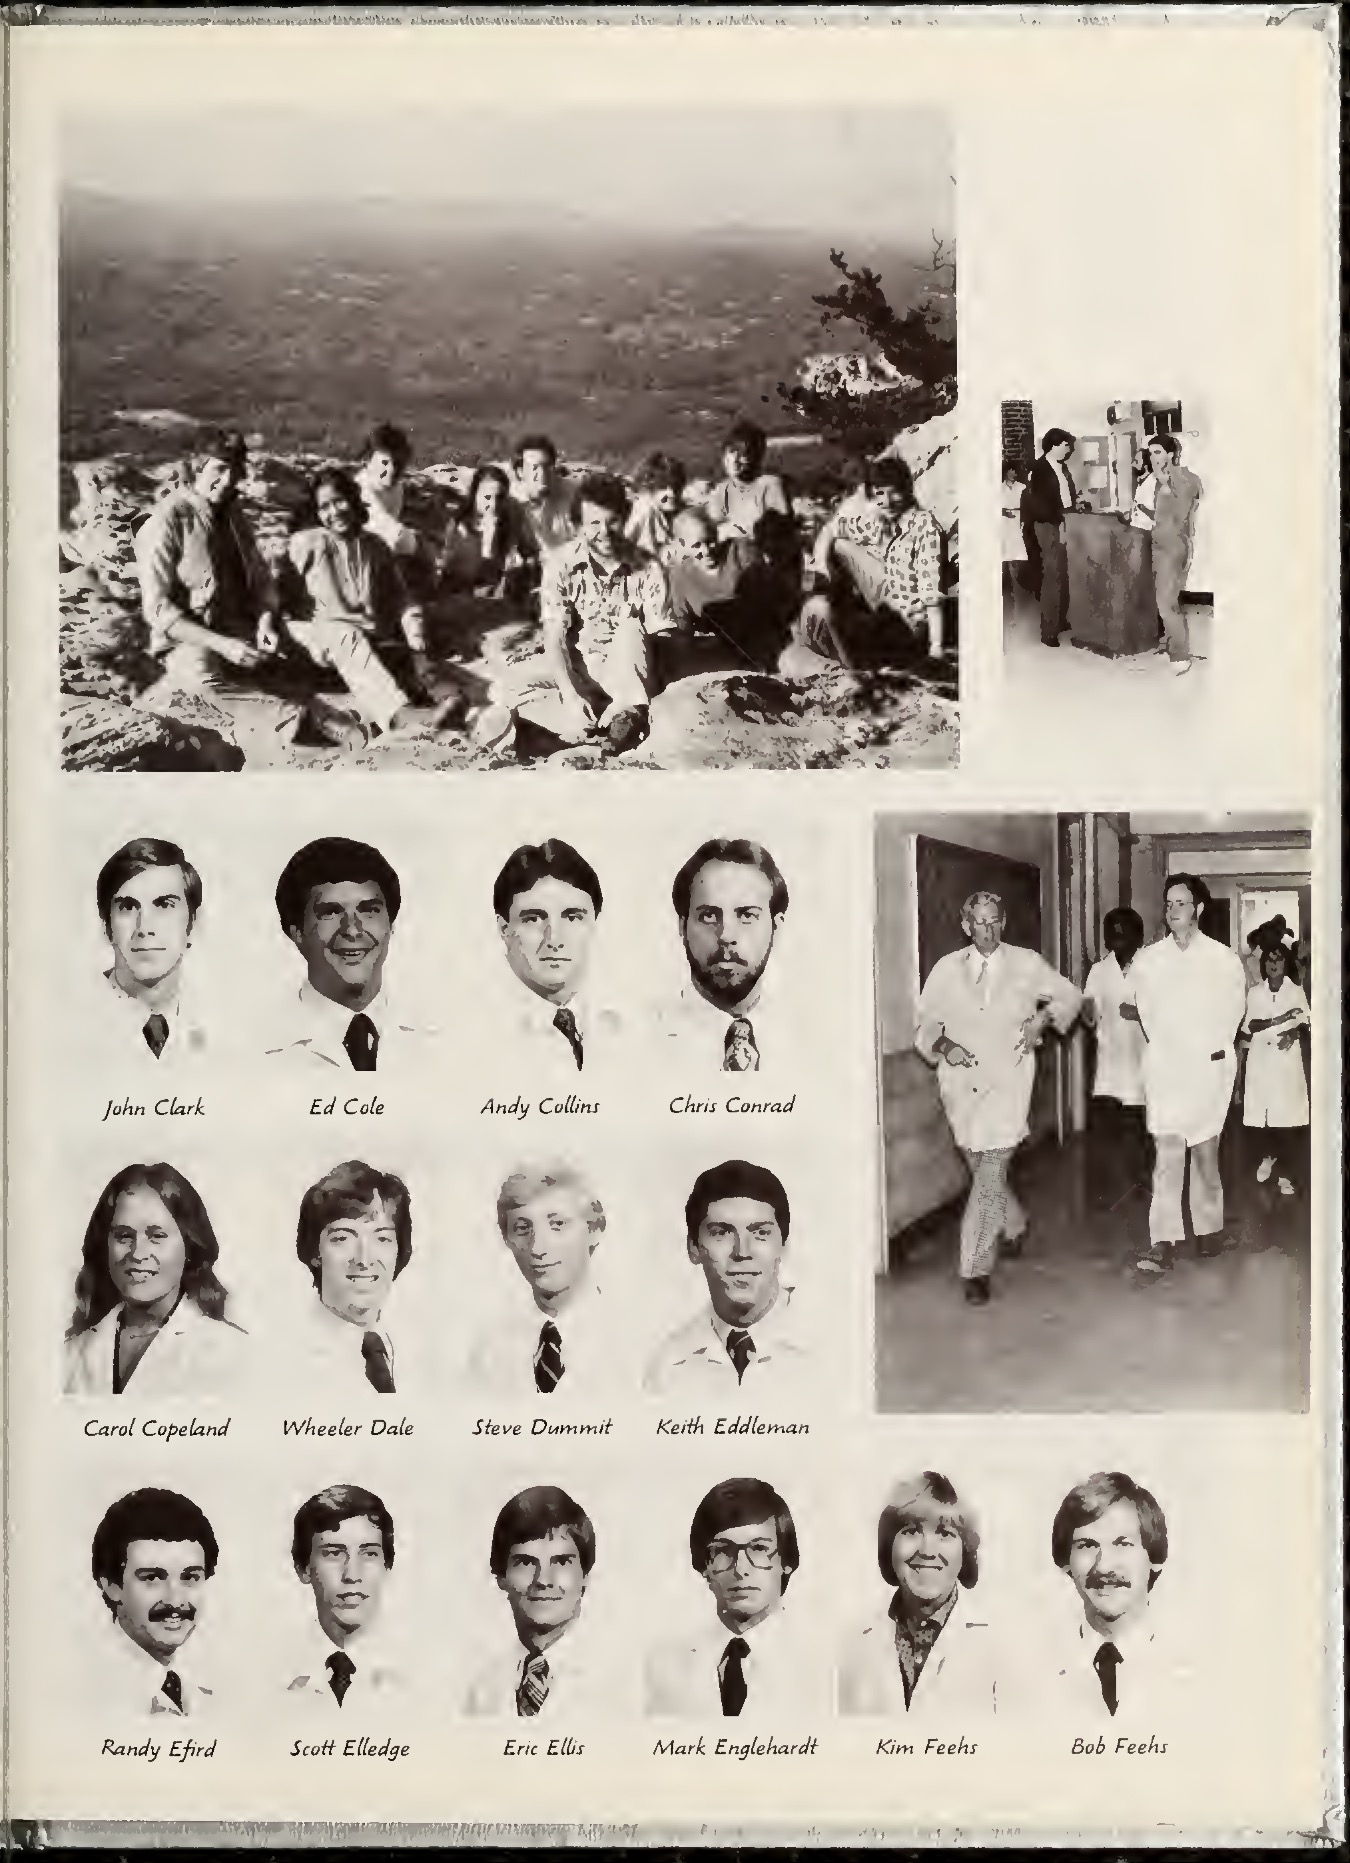 John Clark Ed Cole Andy Collins Chris Conrad
Carol Copeland Wheeler Dale Steve Dummit Keith Eddleman
Randy Efird Scott Elledge Eric Ellis Mark Englehardt Kim Feehs Bob Feehs